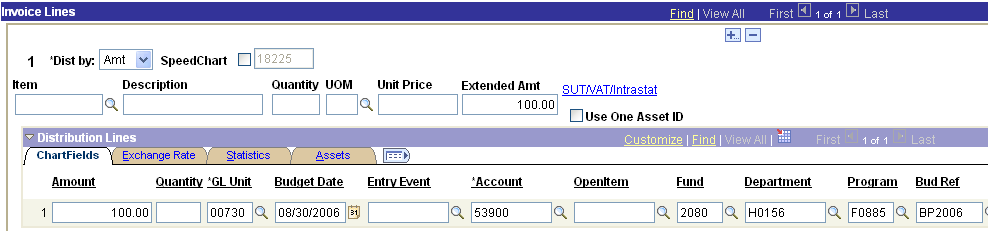 Invoice Lines Find | View All First 1 of 1 Last
1 *Dist by: Amt SpeedChart 18225
Item Description Quantity UOM Unit Price Extended Amt SUT/VAT/Intrastat
100.00
Use One Asset ID
Distribution Lines Customize | Find | View All | First 1 of 1 Last
ChartFields Exchange Rate Statistics Assets
Amount Quantity *GL Unit Budget Date Entry Event *Account OpenItem Fund Department Program Bud Ref
1 100.00 00730 08/30/2006 31 53900 2080 H0156 F0885 BP2006